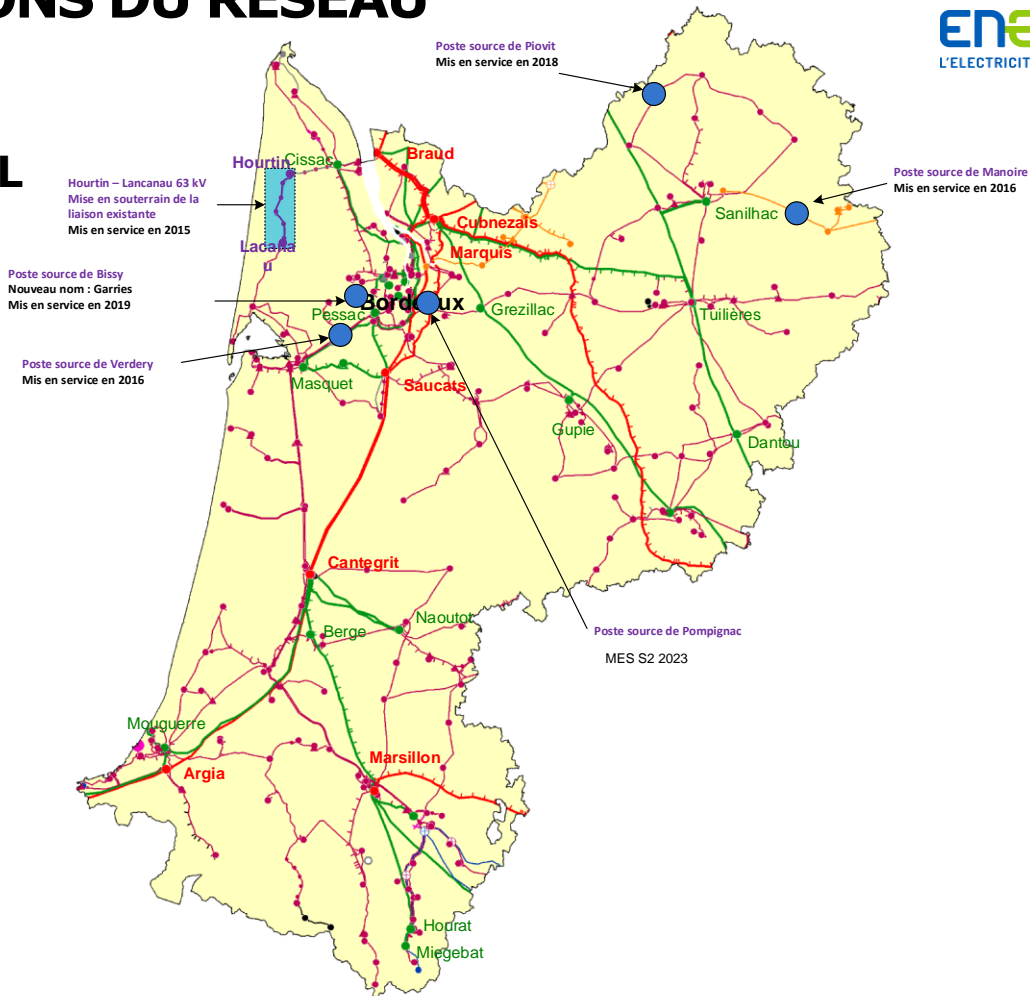 ONS DU RESEAU
ENE
L'ELECTRICIT
L
Poste source de Piovit
Mis en service en 2018
Poste source de Manoire
Mis en service en 2016
Hourtin – Lancanau 63 kV
Mise en souterrain de la
liaison existante
Mis en service en 2015
Poste source de Bissy
Nouveau nom : Garries
Mis en service en 2019
Poste source de Verdery
Mis en service en 2016
Poste source de Pompignac
MES S2 2023
Hourtin
Cissac
Braud
Lacana
u
Cubnezais
Marquis
Sanilhac
Bordeaux
Pessac
Grezillac
Tuilières
Masquet
Saucats
Gupie
Dantou
Cantegrit
Berge
Naoutot
Mouguerre
Argia
Marsillon
Hourat
Miegebat